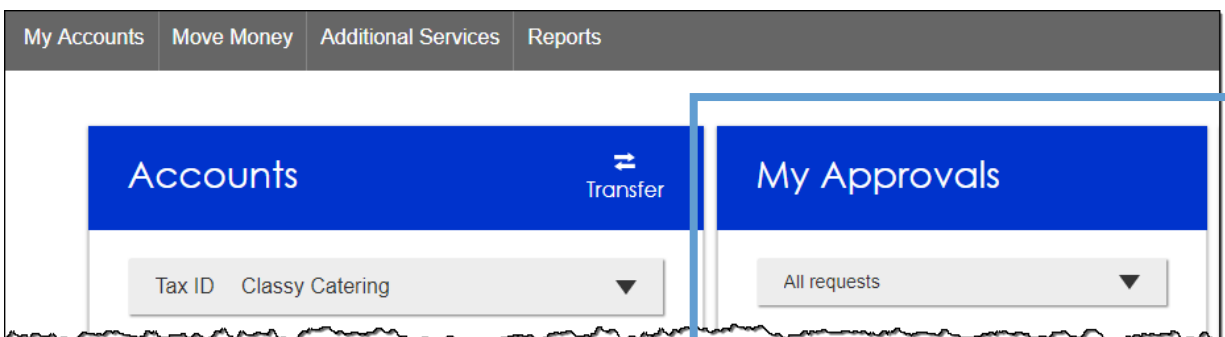 My Accounts Move Money Additional Services Reports
Accounts
Transfer
My Approvals
Tax ID Classy Catering
All requests